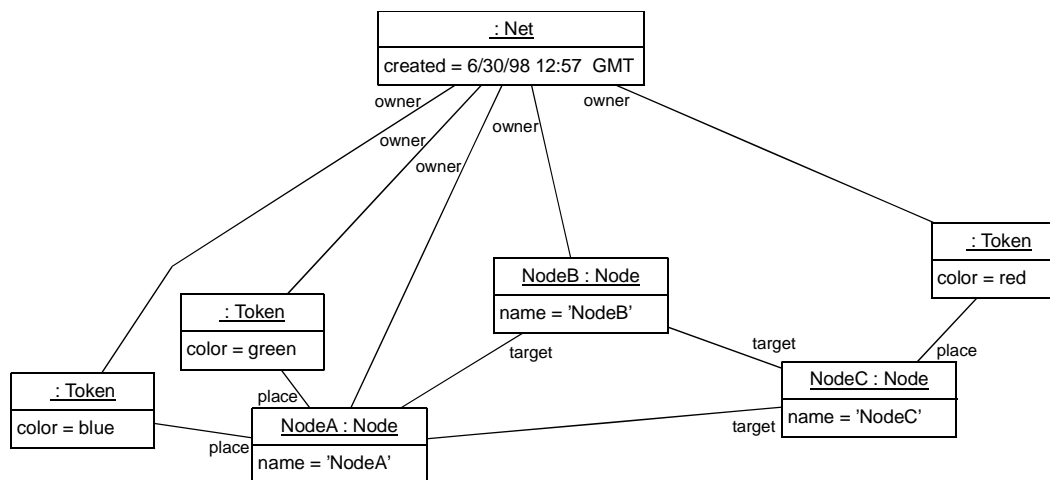 : Net
created = 6/30/98 12:57 GMT
owner
owner
owner
owner
owner
: Token
color = red
NodeB : Node
name = ’NodeB’
: Token
color = green
target
target
place
NodeC : Node
name = ’NodeC’
: Token
color = blue
place
NodeA : Node
name = ’NodeA’
place
target